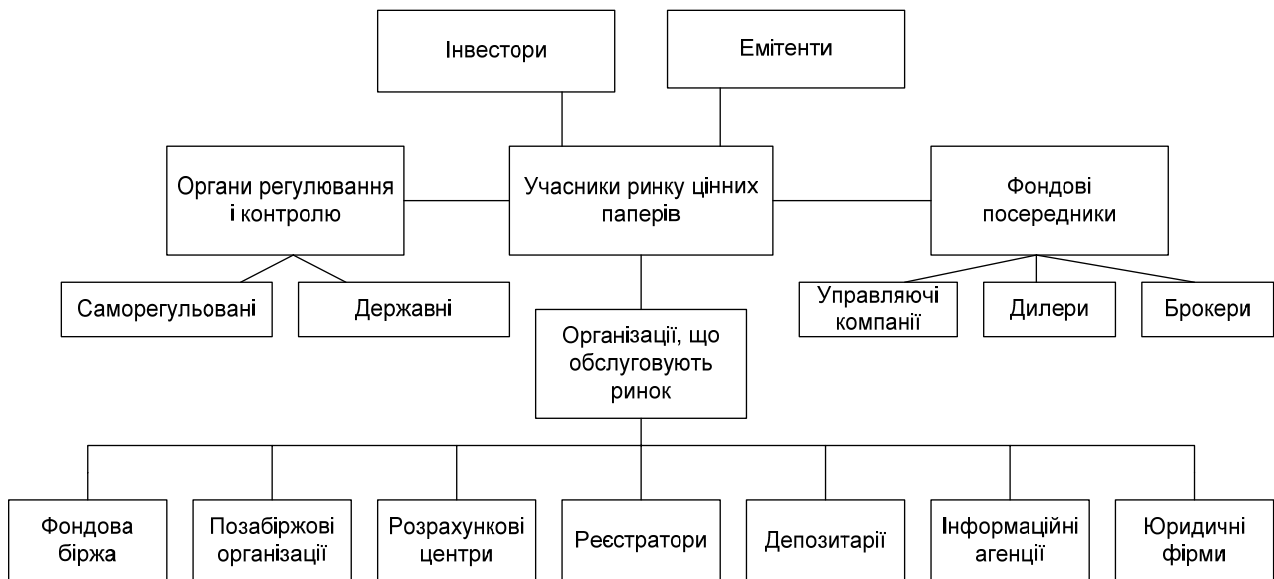 Інвестори
Емітенти
Органи регулювання
і контролю
Учасники ринку цінних
паперів
Фондові
посередники
Саморегульовані
Державні
Управляючі
компанії
Дилери
Брокери
Організації, що
обслуговують
ринок
Фондова
біржа
Позабіржові
організації
Розрахункові
центри
Реєстратори
Депозитарії
Інформаційні
агенції
Юридичні
фірми